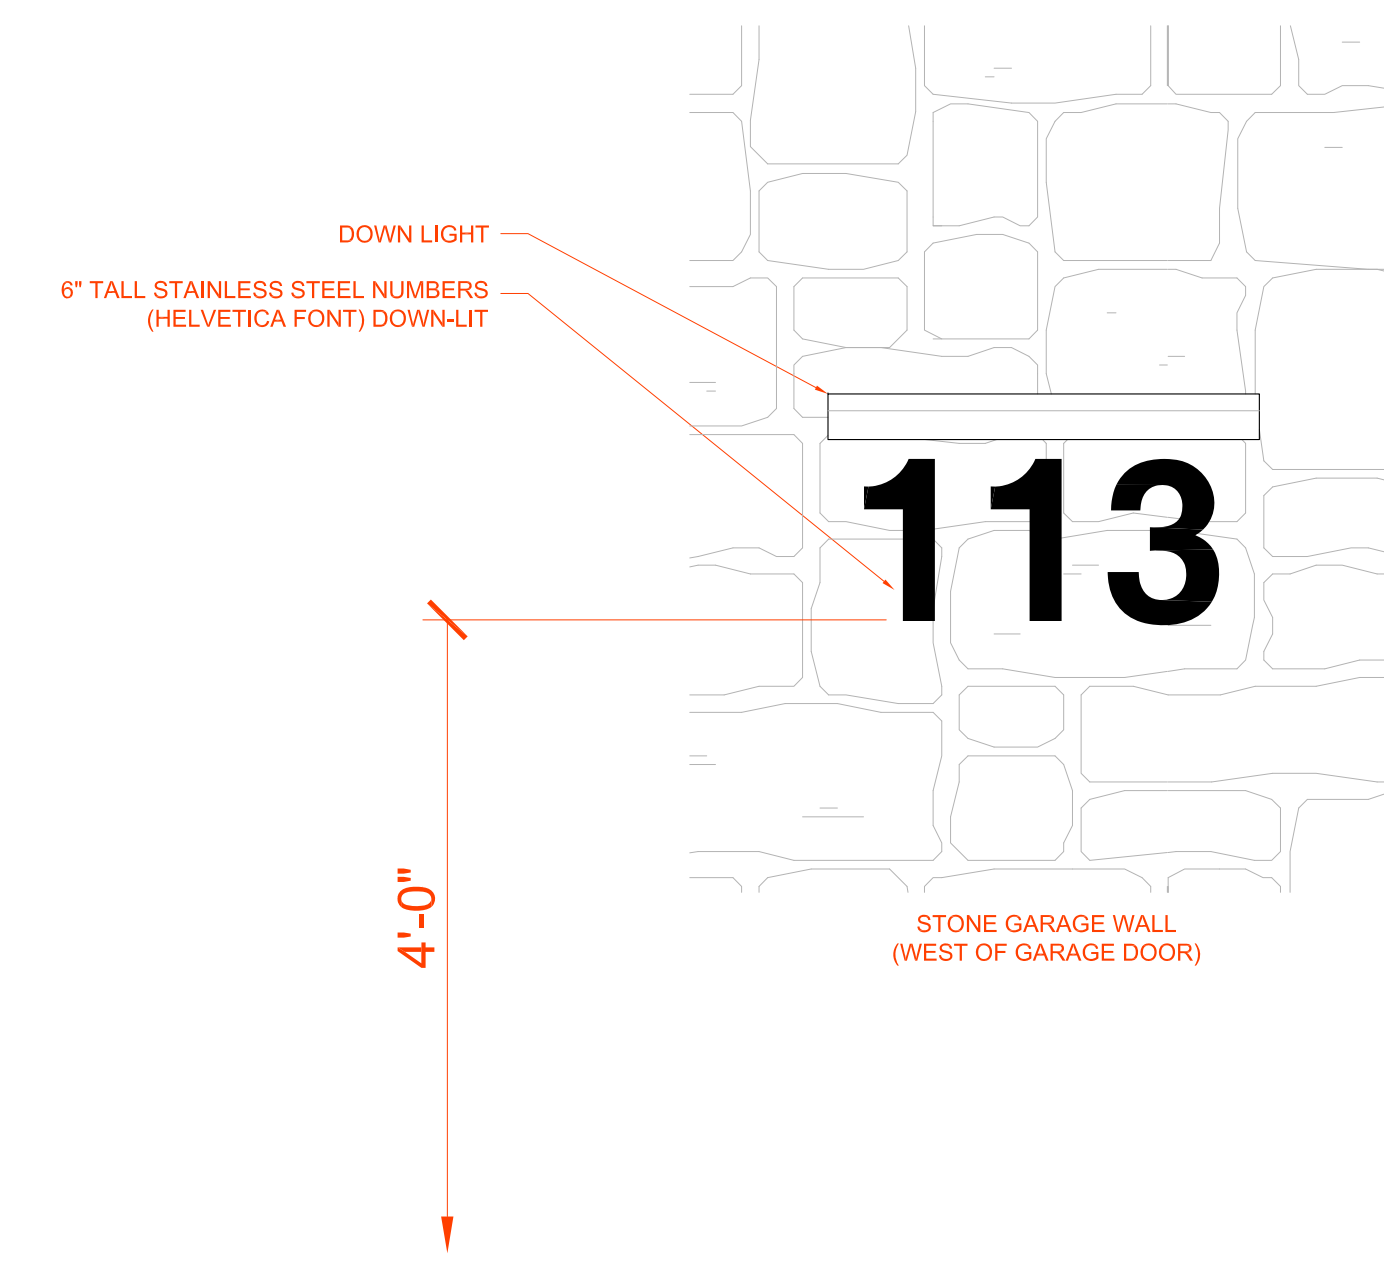 DOWN LIGHT
6" TALL STAINLESS STEEL NUMBERS
(HELVETICA FONT) DOWN-LIT
113
4'-0"
STONE GARAGE WALL
(WEST OF GARAGE DOOR)